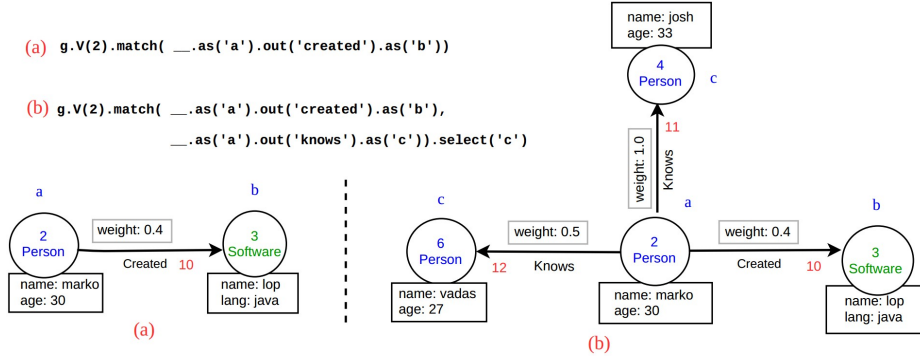 (a) g.V(2).match( __.as('a').out('created').as('b'))
(b) g.V(2).match( __.as('a').out('created').as('b'),
__.as('a').out('knows').as('c')).select('c')
a
b
2
Person
weight: 0.4
Created
10
3
Software
name: marko
age: 30
name: lop
lang: java
(a)
name: josh
age: 33
4
Person
c
11
weight: 1.0
Knows
c
a
b
6
Person
weight: 0.5
12
Knows
2
Person
weight: 0.4
Created
10
3
Software
name: vadas
age: 27
name: marko
age: 30
name: lop
lang: java
(b)